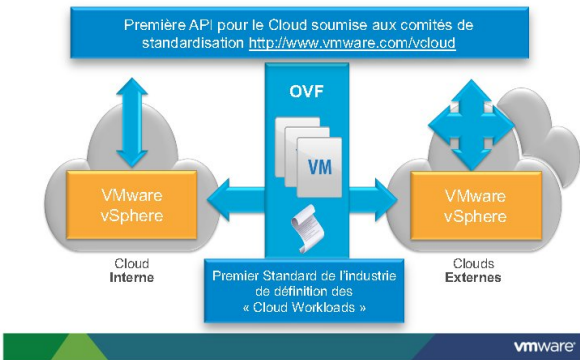 Première API pour le Cloud soumise aux comités de
standardisation http://www.vmware.com/vcloud
OVF
VM
VMware
vSphere
VMware
vSphere
Cloud
Interne
Clouds
Externes
Premier Standard de l'industrie
de définition des
« Cloud Workloads »
vmware